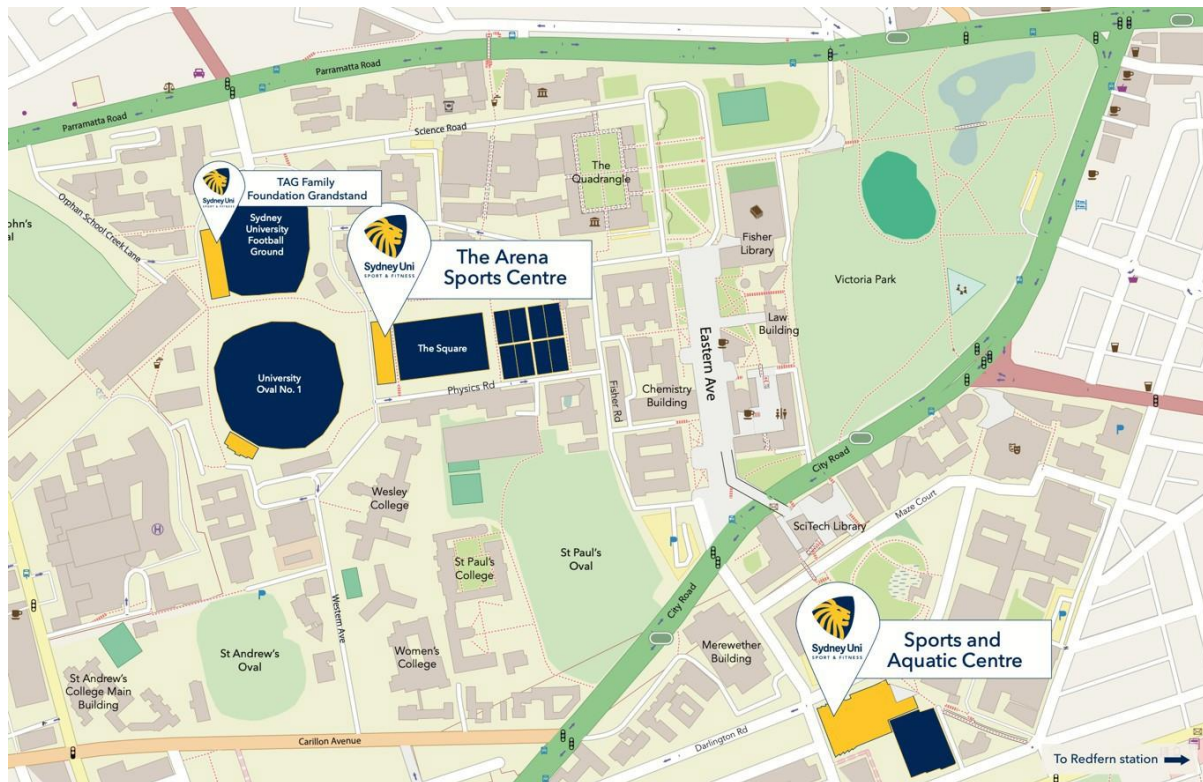 Parramatta Road
Parramatta Road
Science Road
The
Quadrangle
Orphan School Creek Lane
Sydney Uni
SPORT & FITNESS
TAG Family
Foundation Grandstand
Sydney
University
Football
Ground
ohn's
al
Sydney Uni
SPORT & FITNESS
The Arena
Sports Centre
Fisher
Library
Victoria Park
Law
Building
Eastern Ave
The Square
University
Oval No. 1
Physics Rd
Fisher Rd
Chemistry
Building
City Road
Maze Court
SciTech Library
Wesley
College
St Paul's
College
St Paul's
Oval
City Road
Western Ave
St Andrew's
Oval
Women's
College
Merewether
Building
Sydney Uni
SPORT & FITNESS
Sports and
Aquatic Centre
St Andrew's
College Main
Building
Carillon Avenue
Darlington Rd
To Redfern station